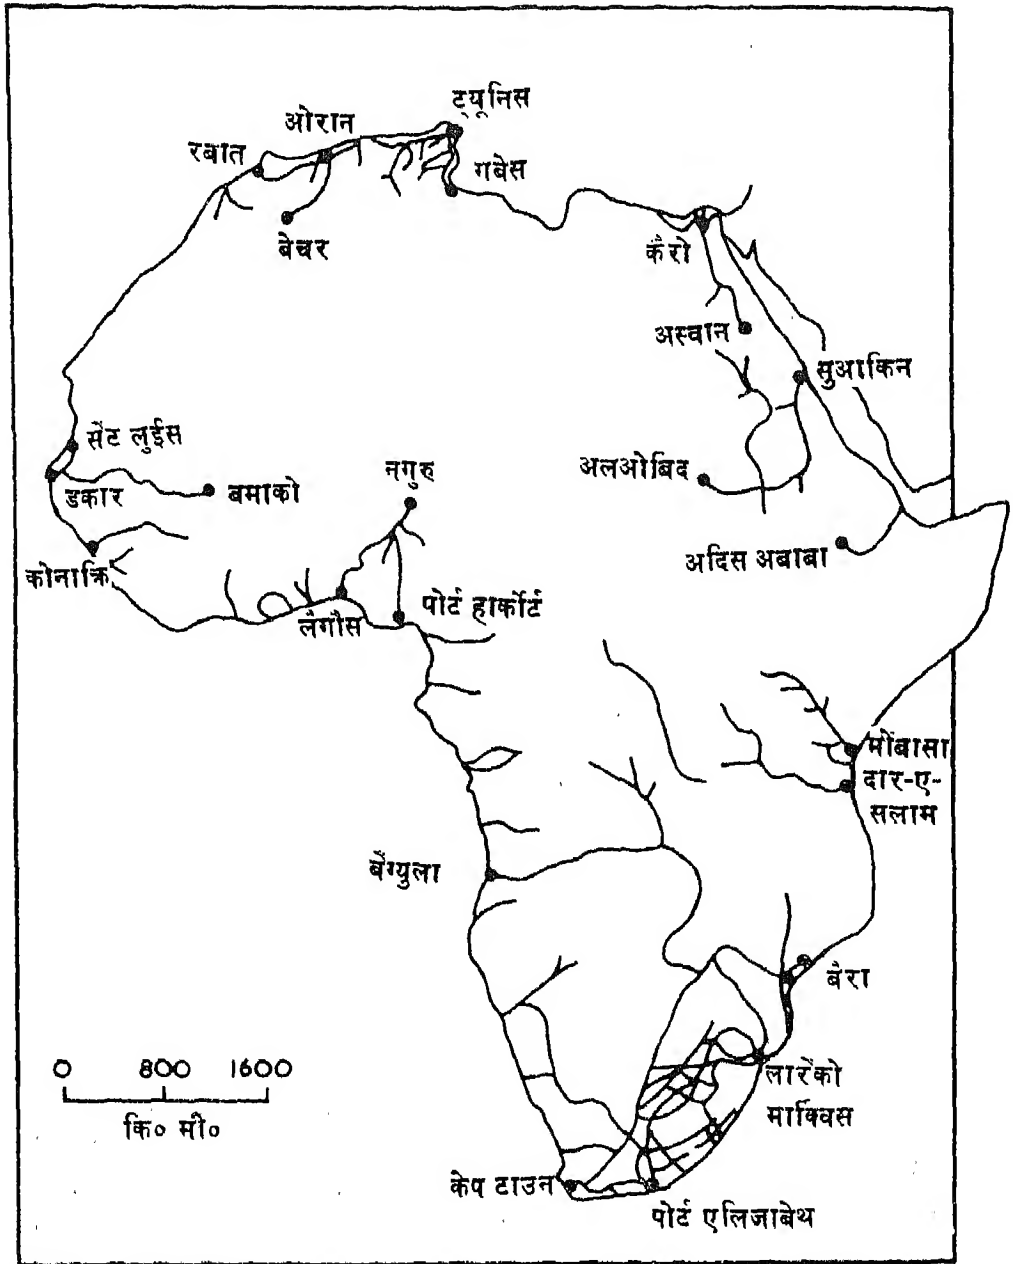 ट्यूनिस
ओरान
रबात
गबेस
बेचर
कैरो
अस्वान
सुआकिन
सेंट लुईस
नगुरु
अलओबिद
डकार
बमाको
अदिस अबाबा
कोनाक्रि
लैगौस
पोर्ट हार्कोर्ट
मोंबासा
दार-ए-
सलाम
बेंग्युला
बैरा
0 800 1600
कि० मी०
लारेंको
मार्क्विस
केप टाउन
पोर्ट एलिजाबेथ